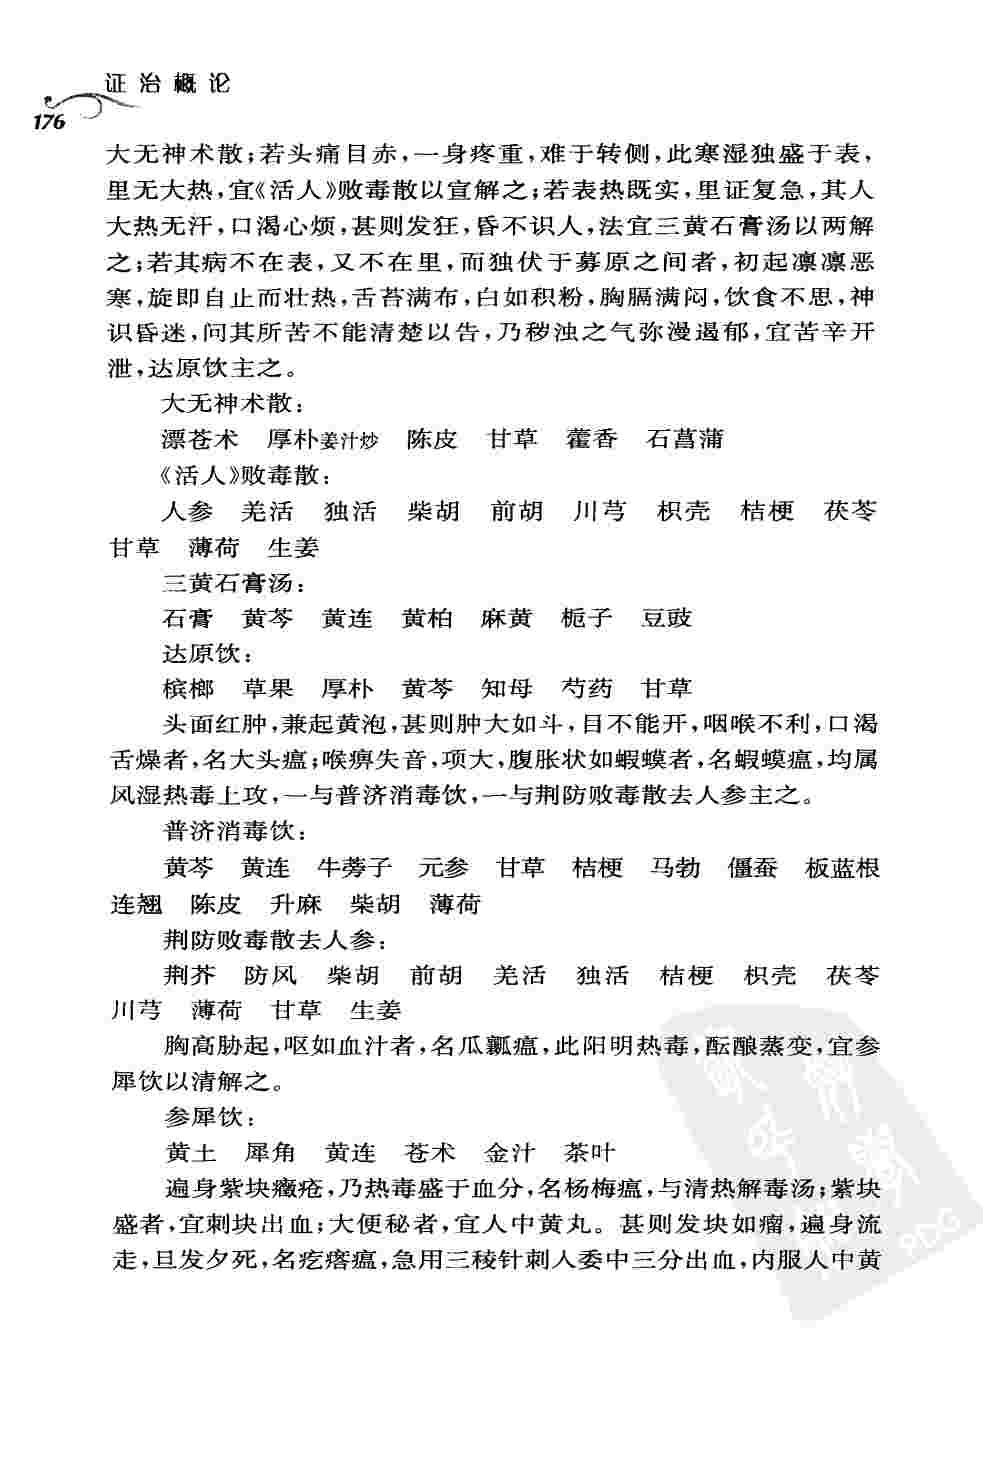 证治概论
176
大无神术散;若头痛目赤,一身疼重,难于转侧,此寒湿独盛于表,
里无大热,宜《活人》败毒散以宣解之;若表热既实,里证复急,其人
大热无汗,口渴心烦,甚则发狂,昏不识人,法宜三黄石膏汤以两解
之;若其病不在表,又不在里,而独伏于募原之间者,初起凛凛恶
寒,旋即自止而壮热,舌苔满布,白如积粉,胸膈满闷,饮食不思,神
识昏迷,问其所苦不能清楚以告,乃秽浊之气弥漫遏郁,宜苦辛开
泄,达原饮主之。
大无神术散:
漂苍术 厚朴姜汁炒 陈皮 甘草 藿香 石菖蒲
《活人》败毒散:
人参 羌活 独活 柴胡 前胡 川芎 枳壳 桔梗 茯苓
甘草 薄荷 生姜
三黄石膏汤:
石膏 黄芩 黄连 黄柏 麻黄 栀子 豆豉
达原饮:
槟榔 草果 厚朴 黄芩 知母 芍药 甘草
头面红肿,兼起黄泡,甚则肿大如斗,目不能开,咽喉不利,口渴
舌燥者,名大头瘟;喉痹失音,项大,腹胀状如蝦蟆者,名蝦蟆瘟,均属
风湿热毒上攻,一与普济消毒饮,一与荆防败毒散去人参主之。
普济消毒饮:
黄芩 黄连 牛蒡子 元参 甘草 桔梗 马勃 僵蚕 板蓝根
连翘 陈皮 升麻 柴胡 薄荷
荆防败毒散去人参:
荆芥 防风 柴胡 前胡 羌活 独活 桔梗 枳壳 茯苓
川芎 薄荷 甘草 生姜
胸高胁起,呕如血汁者,名瓜瓤瘟,此阳明热毒,酝酿蒸变,宜参
犀饮以清解之。
参犀饮:
黄土 犀角 黄连 苍术 金汁 茶叶
遍身紫块癍疮,乃热毒盛于血分,名杨梅瘟,与清热解毒汤;紫块
盛者,宜刺块出血;大便秘者,宜人中黄丸。甚则发块如瘤,遍身流
走,旦发夕死,名疙瘩瘟,急用三稜针刺人委中三分出血,内服人中黄
PDG